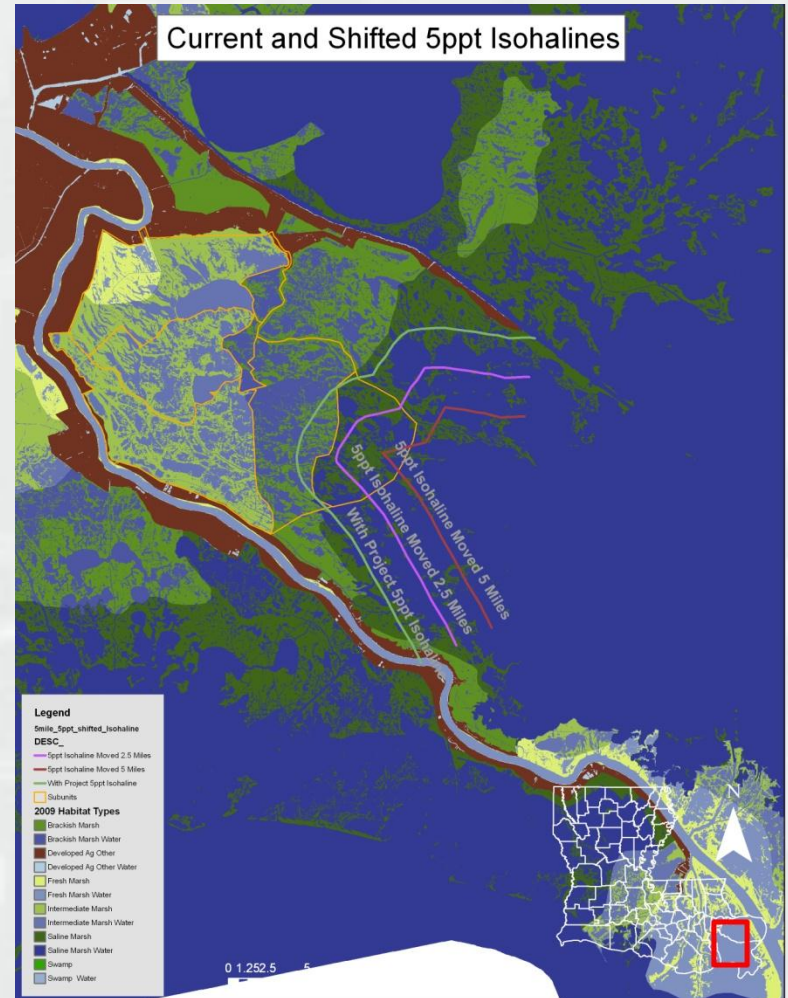 Current and Shifted 5ppt Isohalines
5ppt Isohaline Moved 5 Miles
5ppt Isohaline Moved 2.5 Miles
With Project 5ppt Isohaline
N
Legend
5mile_5ppt_shifted_Isohaline
DESC_
5ppt Isohaline Moved 2.5 Miles
5ppt Isohaline Moved 5 Miles
With Project 5ppt Isohaline
Subunits
2009 Habitat Types
Brackish Marsh
Brackish Marsh Water
Developed Ag Other
Developed Ag Other Water
Fresh Marsh
Fresh Marsh Water
Intermediate Marsh
Intermediate Marsh Water
Saline Marsh
Saline Marsh Water
Swamp
Swamp Water
0 1.252.5 5